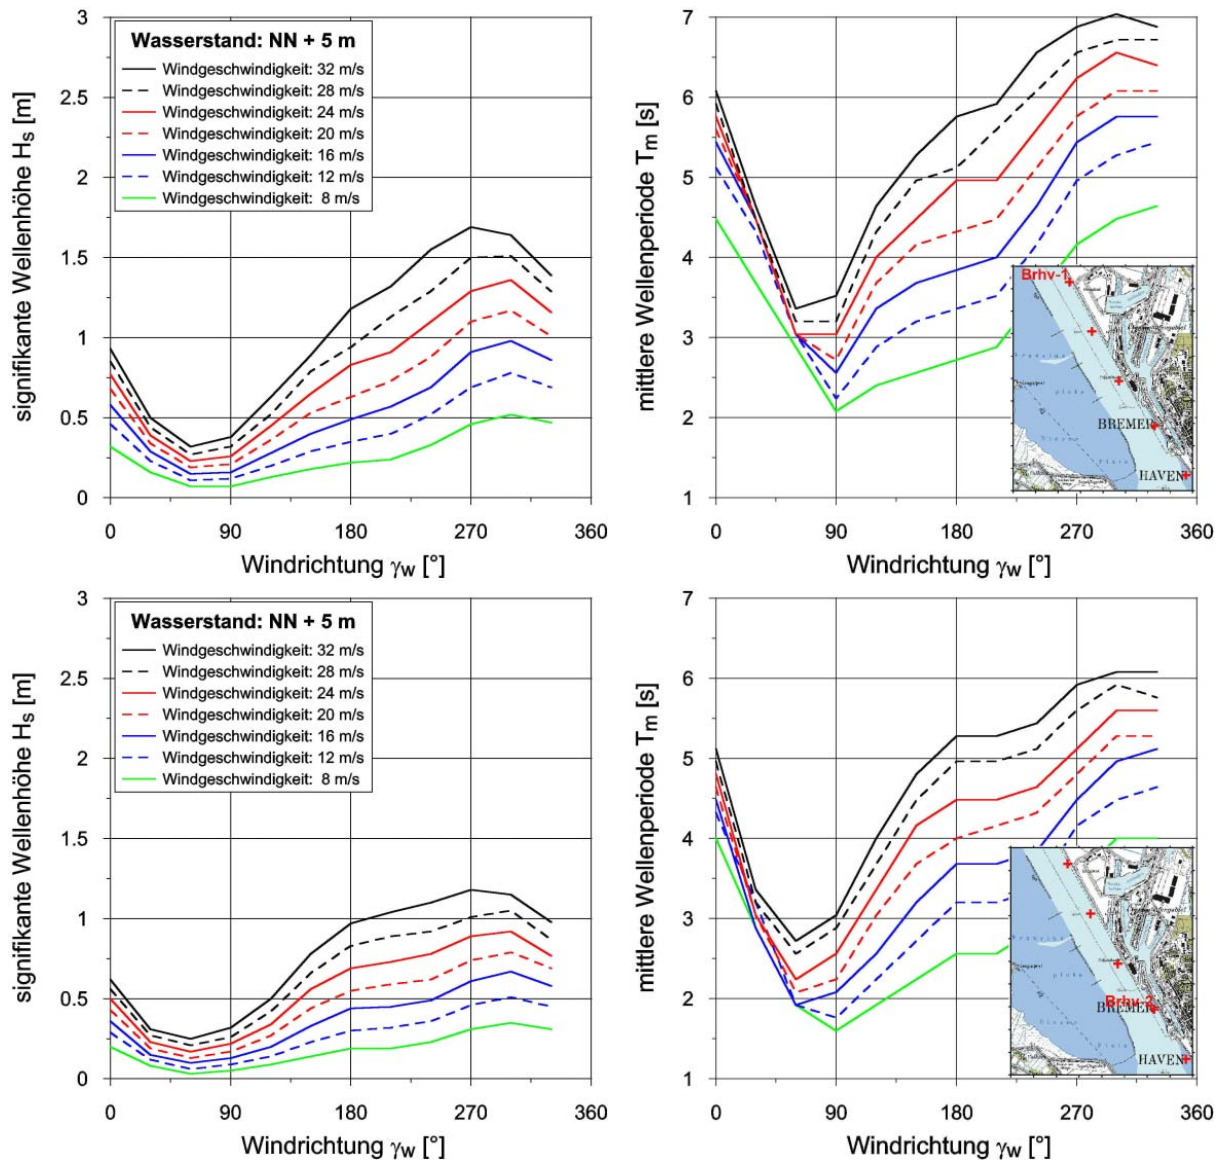 signifikante Wellenhöhe Hₛ [m]
3
2.5
2
1.5
1
0.5
0
Wasserstand: NN + 5 m
Windgeschwindigkeit: 32 m/s
Windgeschwindigkeit: 28 m/s
Windgeschwindigkeit: 24 m/s
Windgeschwindigkeit: 20 m/s
Windgeschwindigkeit: 16 m/s
Windgeschwindigkeit: 12 m/s
Windgeschwindigkeit: 8 m/s
0 90 180 270 360
Windrichtung γw [°]
mittlere Wellenperiode Tₘ [s]
7
6
5
4
3
2
1
Brhv-1
BREMER
HAVEN
0 90 180 270 360
Windrichtung γw [°]
signifikante Wellenhöhe Hₛ [m]
3
2.5
2
1.5
1
0.5
0
Wasserstand: NN + 5 m
Windgeschwindigkeit: 32 m/s
Windgeschwindigkeit: 28 m/s
Windgeschwindigkeit: 24 m/s
Windgeschwindigkeit: 20 m/s
Windgeschwindigkeit: 16 m/s
Windgeschwindigkeit: 12 m/s
Windgeschwindigkeit: 8 m/s
0 90 180 270 360
Windrichtung γw [°]
mittlere Wellenperiode Tₘ [s]
7
6
5
4
3
2
1
Brhv-2
BREMER
HAVEN
0 90 180 270 360
Windrichtung γw [°]